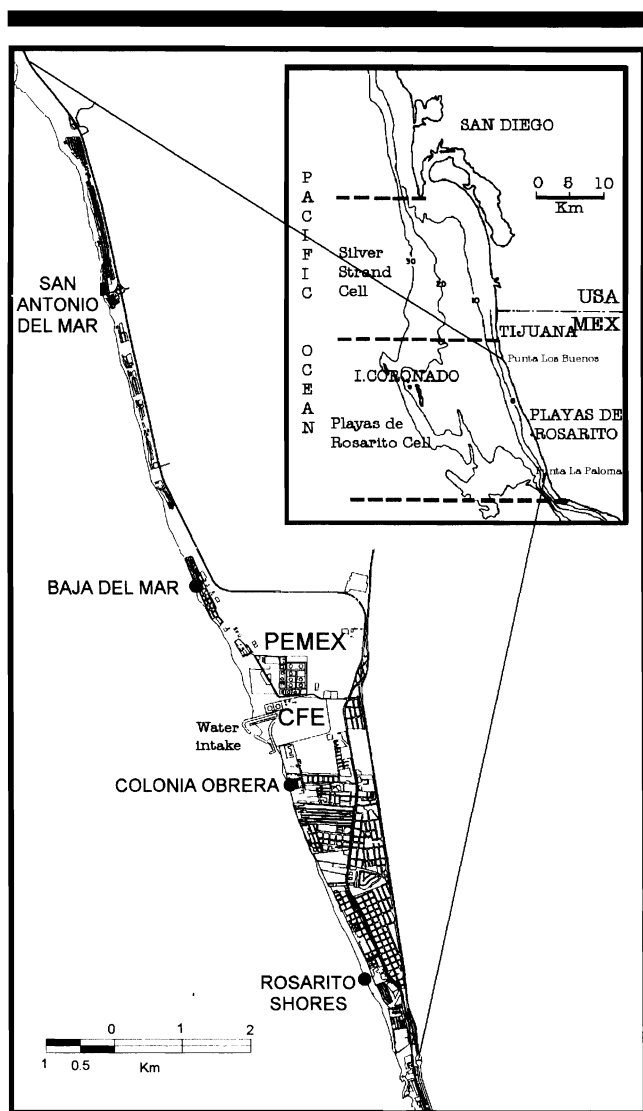 SAN DIEGO
0 5 10
Km
PACIFIC
OCEAN
Silver
Strand
Cell
30
20
10
USA
MEX
TIJUANA
Punta Los Buenos
I.CORONADO
PLAYAS DE
ROSARITO
Playas de
Rosarito Cell
Punta La Paloma
SAN
ANTONIO
DEL MAR
BAJA DEL MAR
PEMEX
CFE
Water
intake
COLONIA OBRERA
ROSARITO
SHORES
0 1 2
1 0.5 Km